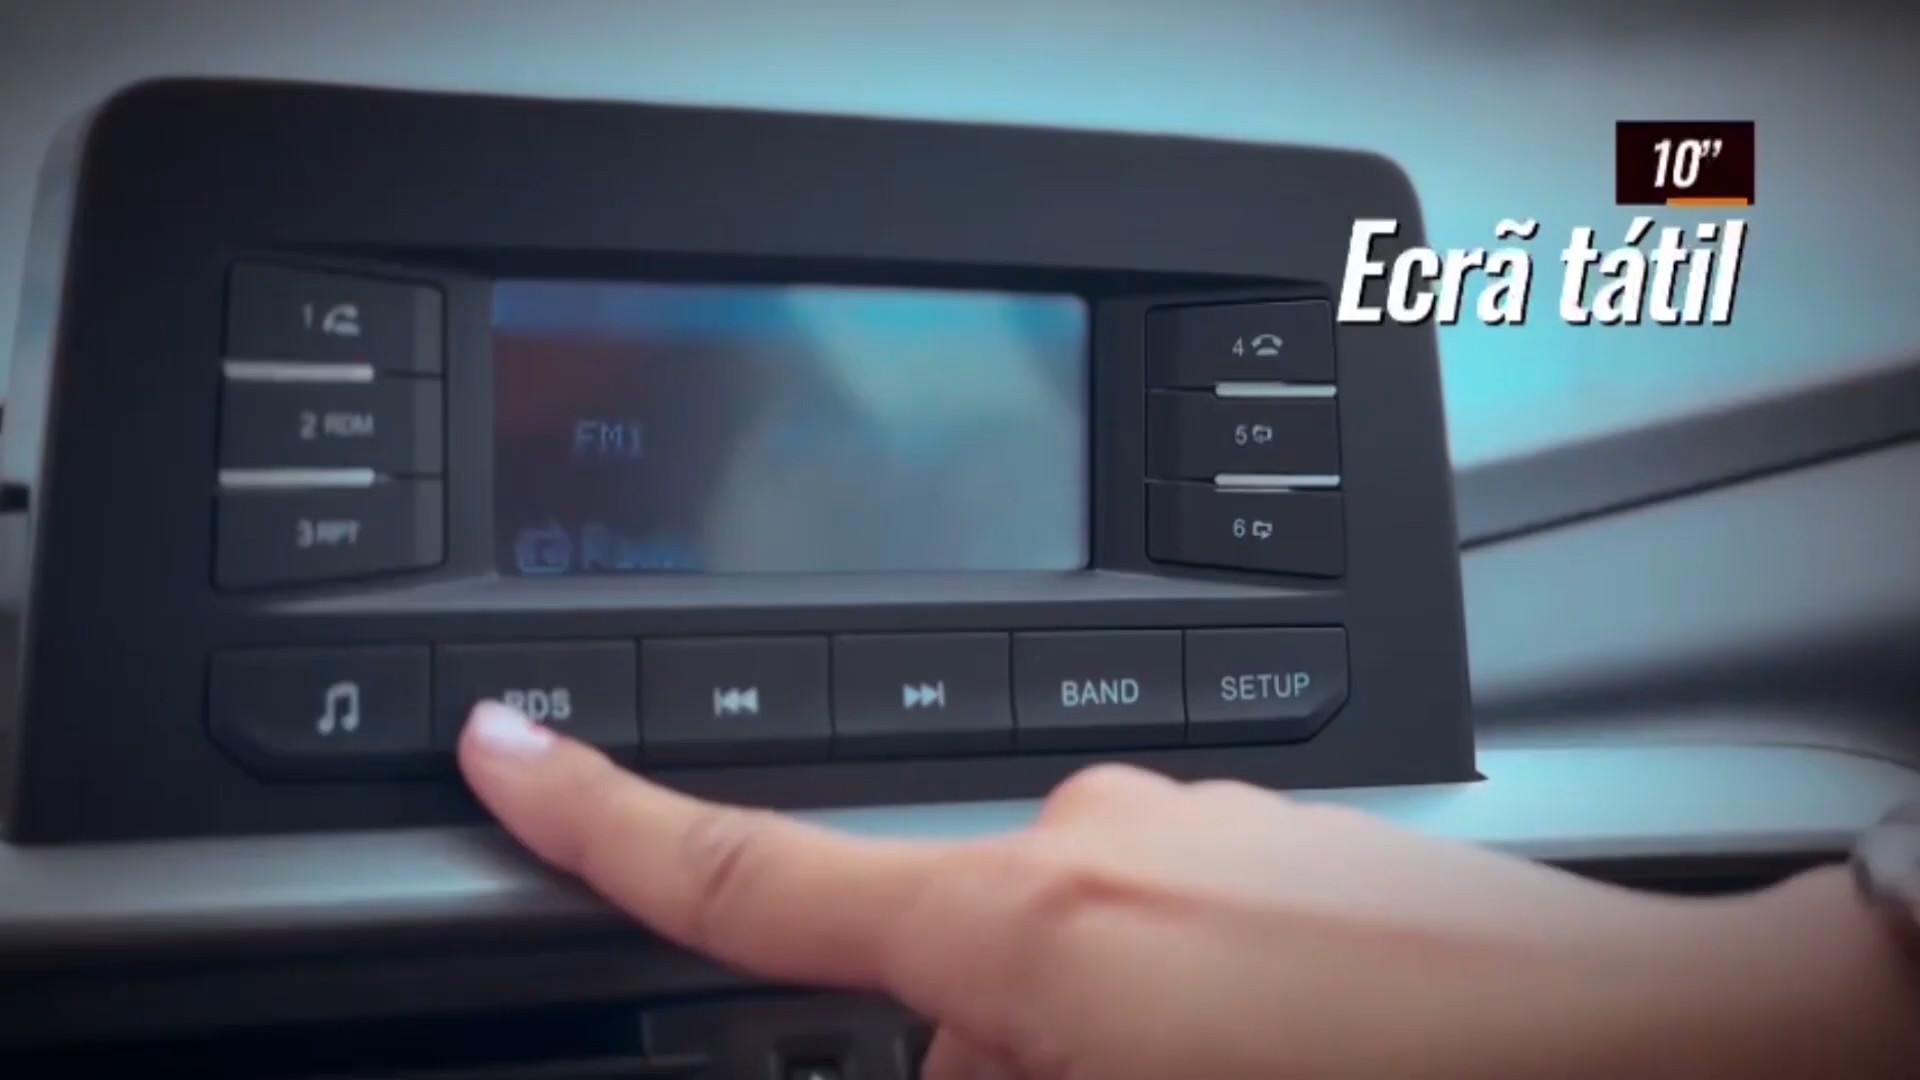 10”
Ecrã tátil
1
4
2 RDM
5
3 RPT
6
FM1
RDS
BAND
SETUP